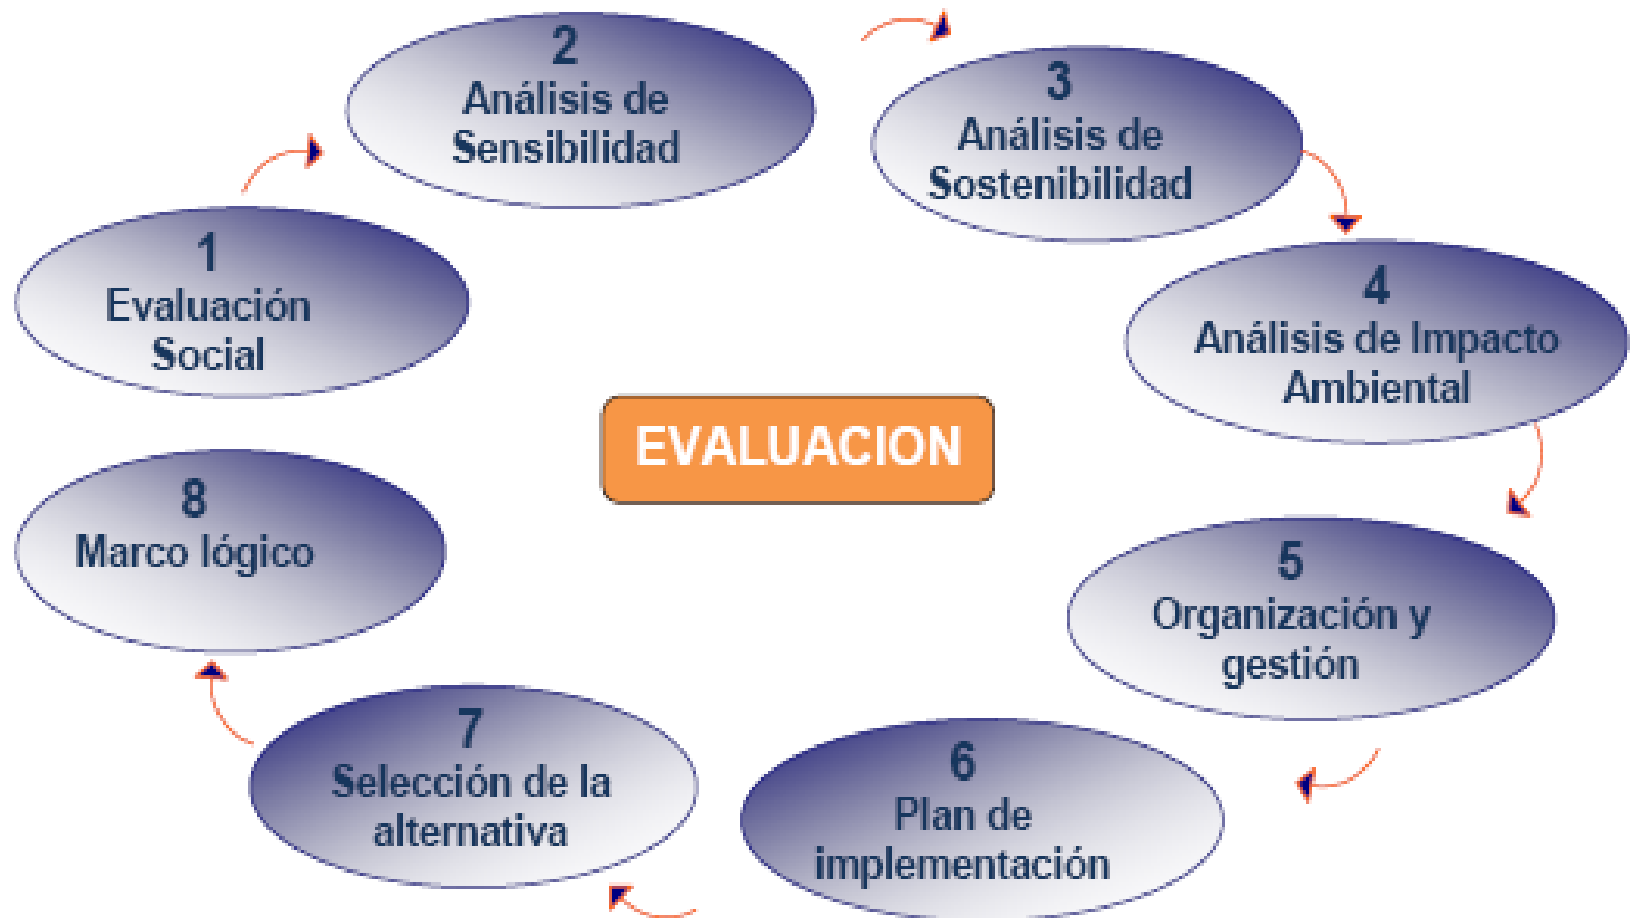 1
Evaluación
Social
2
Análisis de
Sensibilidad
3
Análisis de
Sostenibilidad
4
Análisis de Impacto
Ambiental
5
Organización y
gestión
6
Plan de
implementación
7
Selección de la
alternativa
8
Marco lógico
EVALUACION